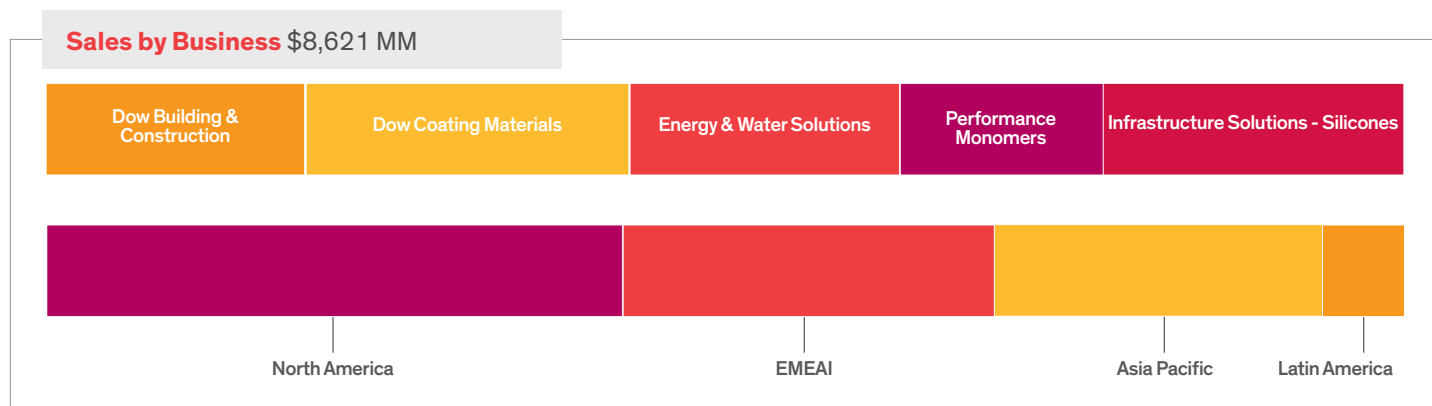 Sales by Business $8,621 MM
Dow Building &
Construction
Dow Coating Materials
Energy & Water Solutions
Performance
Monomers
Infrastructure Solutions - Silicones
North America
EMEAI
Asia Pacific
Latin America